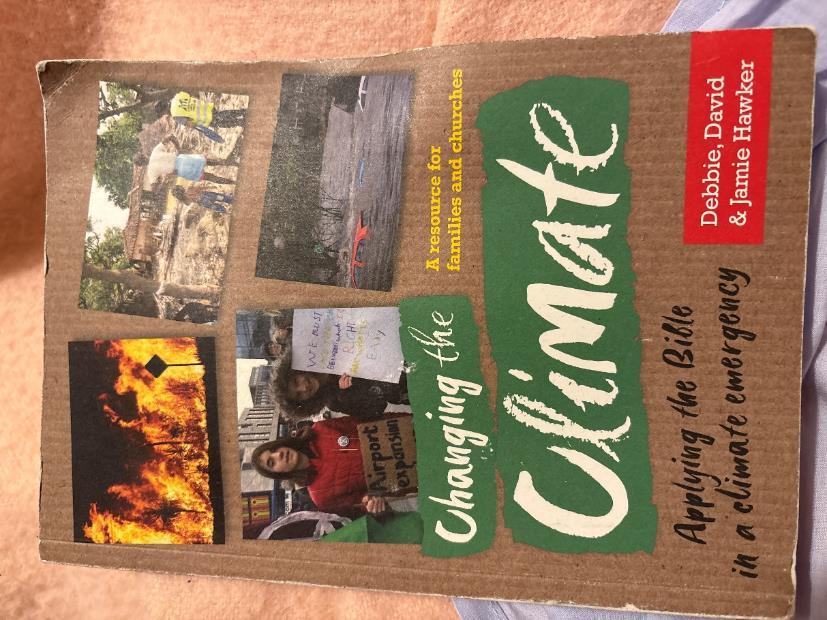 A resource for
families and churches
WE MUST
RIGHT
Airport
expansion
Changing the
Climate
Applying the Bible
in a climate emergency
Debbie, David
& Jamie Hawker